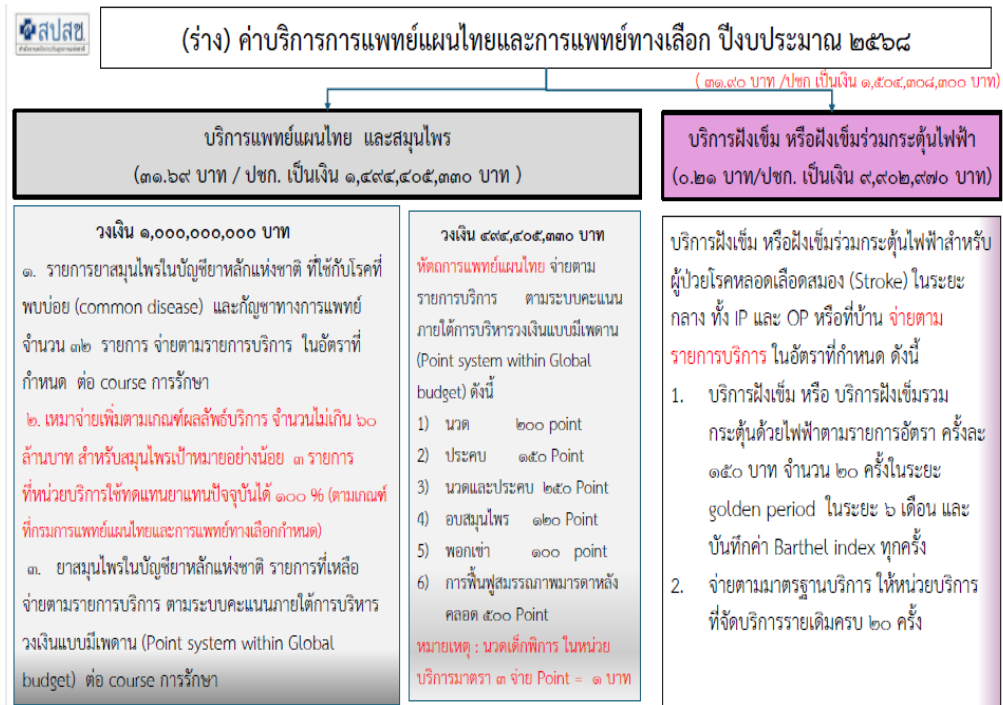 สปสช.
(ร่าง) ค่าบริการการแพทย์แผนไทยและการแพทย์ทางเลือก ปีงบประมาณ ๒๕๖๘
( ๓๑.๙๐ บาท /ปชก เป็นเงิน ๑,๕๐๔,๓๐๘,๓๐๐ บาท)
บริการแพทย์แผนไทย และสมุนไพร
(๓๑.๖๙ บาท / ปชก. เป็นเงิน ๑,๔๙๔,๔๐๕,๓๓๐ บาท )
วงเงิน ๑,๐๐๐,๐๐๐,๐๐๐ บาท
๑. รายการยาสมุนไพรในบัญชียาหลักแห่งชาติ ที่ใช้กับโรคที่
พบบ่อย (common disease) และกัญชาทางการแพทย์
จำนวน ๓๒ รายการ จ่ายตามรายการบริการ ในอัตราที่
กำหนด ต่อ course การรักษา
๒. เหมาจ่ายเพิ่มตามเกณฑ์ผลลัพธ์บริการ จำนวนไม่เกิน ๖๐
ล้านบาท สำหรับสมุนไพรเป้าหมายอย่างน้อย ๓ รายการ
ที่หน่วยบริการใช้ทดแทนยาแทนปัจจุบันได้ ๑๐๐ % (ตามเกณฑ์
ที่กรมการแพทย์แผนไทยและการแพทย์ทางเลือกกำหนด)
๓. ยาสมุนไพรในบัญชียาหลักแห่งชาติ รายการที่เหลือ
จ่ายตามรายการบริการ ตามระบบคะแนนภายใต้การบริหาร
วงเงินแบบมีเพดาน (Point system within Global
budget) ต่อ course การรักษา
วงเงิน ๔๙๔,๔๐๕,๓๓๐ บาท
หัตถการแพทย์แผนไทย จ่ายตาม
รายการบริการ ตามระบบคะแนน
ภายใต้การบริหารวงเงินแบบมีเพดาน
(Point system within Global
budget) ดังนี้
1) นวด ๒๐๐ point
2) ประคบ ๑๕๐ Point
3) นวดและประคบ ๒๕๐ Point
4) อบสมุนไพร ๑๒๐ Point
5) พอกเข่า ๑๐๐ point
6) การฟื้นฟูสมรรถภาพมารดาหลัง
คลอด ๕๐๐ Point
หมายเหตุ : นวดเด็กพิการ ในหน่วย
บริการมาตรา ๓ จ่าย Point = ๑ บาท
บริการฝังเข็ม หรือฝังเข็มร่วมกระตุ้นไฟฟ้า
(๐.๒๑ บาท/ปชก. เป็นเงิน ๙,๙๐๒,๙๗๐ บาท)
บริการฝังเข็ม หรือฝังเข็มร่วมกระตุ้นไฟฟ้าสำหรับ
ผู้ป่วยโรคหลอดเลือดสมอง (Stroke) ในระยะ
กลาง ทั้ง IP และ OP หรือที่บ้าน จ่ายตาม
รายการบริการ ในอัตราที่กำหนด ดังนี้
1. บริการฝังเข็ม หรือ บริการฝังเข็มรวม
กระตุ้นด้วยไฟฟ้าตามรายการอัตรา ครั้งละ
๑๕๐ บาท จำนวน ๒๐ ครั้งในระยะ
golden period ในระยะ ๖ เดือน และ
บันทึกค่า Barthel index ทุกครั้ง
2. จ่ายตามมาตรฐานบริการ ให้หน่วยบริการ
ที่จัดบริการรายเดิมครบ ๒๐ ครั้ง